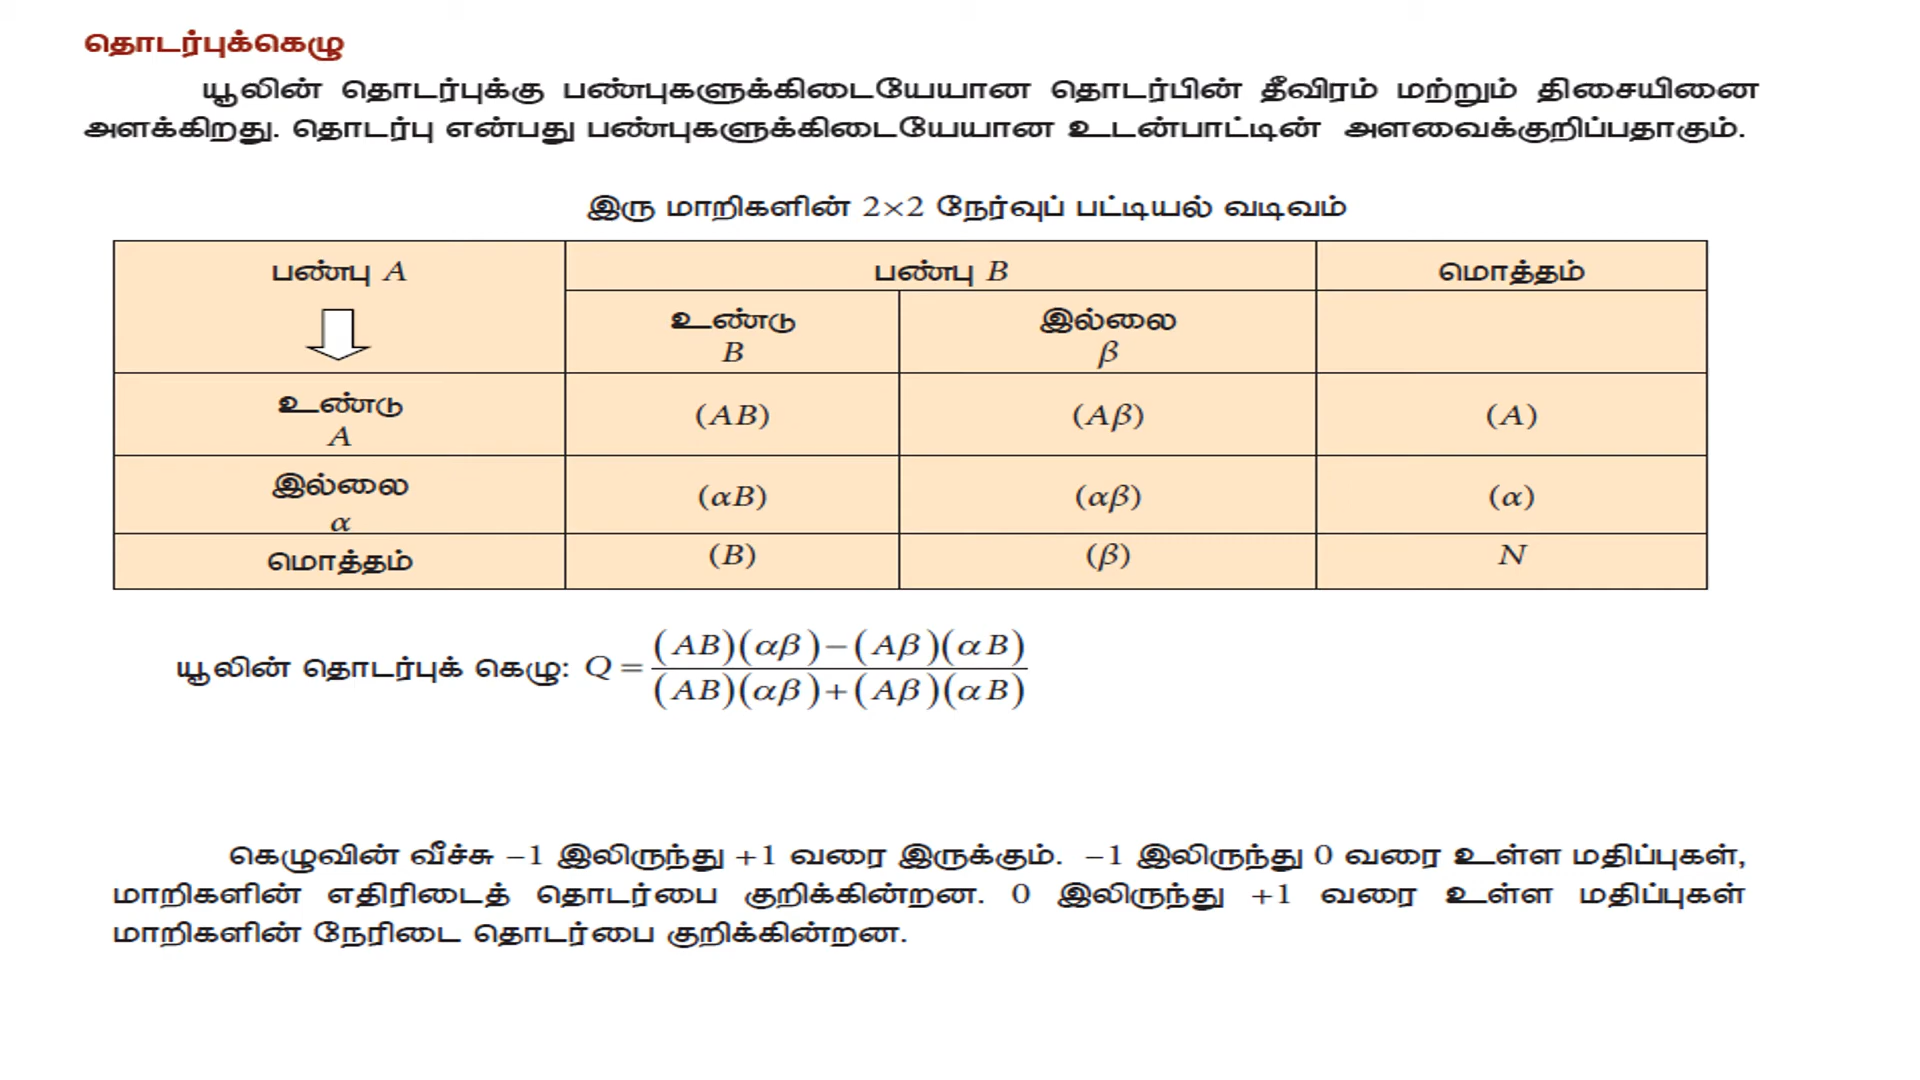 தொடர்புக்கெழு
யூலின் தொடர்புக்கு பண்புகளுக்கிடையேயான தொடர்பின் தீவிரம் மற்றும் திசையினை
அளக்கிறது. தொடர்பு என்பது பண்புகளுக்கிடையேயான உடன்பாட்டின் அளவைக்குறிப்பதாகும்.
இரு மாறிகளின் 2×2 நேர்வுப் பட்டியல் வடிவம்
பண்பு A பண்பு B மொத்தம்
உண்டு இல்லை
B β
உண்டு
A (AB) (Aβ) (A)
இல்லை
α (αB) (αβ) (α)
மொத்தம் (B) (β) N
யூலின் தொடர்புக் கெழு: Q = (AB)(αβ)−(Aβ)(αB)
(AB)(αβ)+(Aβ)(αB)
கெழுவின் வீச்சு −1 இலிருந்து +1 வரை இருக்கும். −1 இலிருந்து 0 வரை உள்ள மதிப்புகள்,
மாறிகளின் எதிரிடைத் தொடர்பை குறிக்கின்றன. 0 இலிருந்து +1 வரை உள்ள மதிப்புகள்
மாறிகளின் நேரிடை தொடர்பை குறிக்கின்றன.